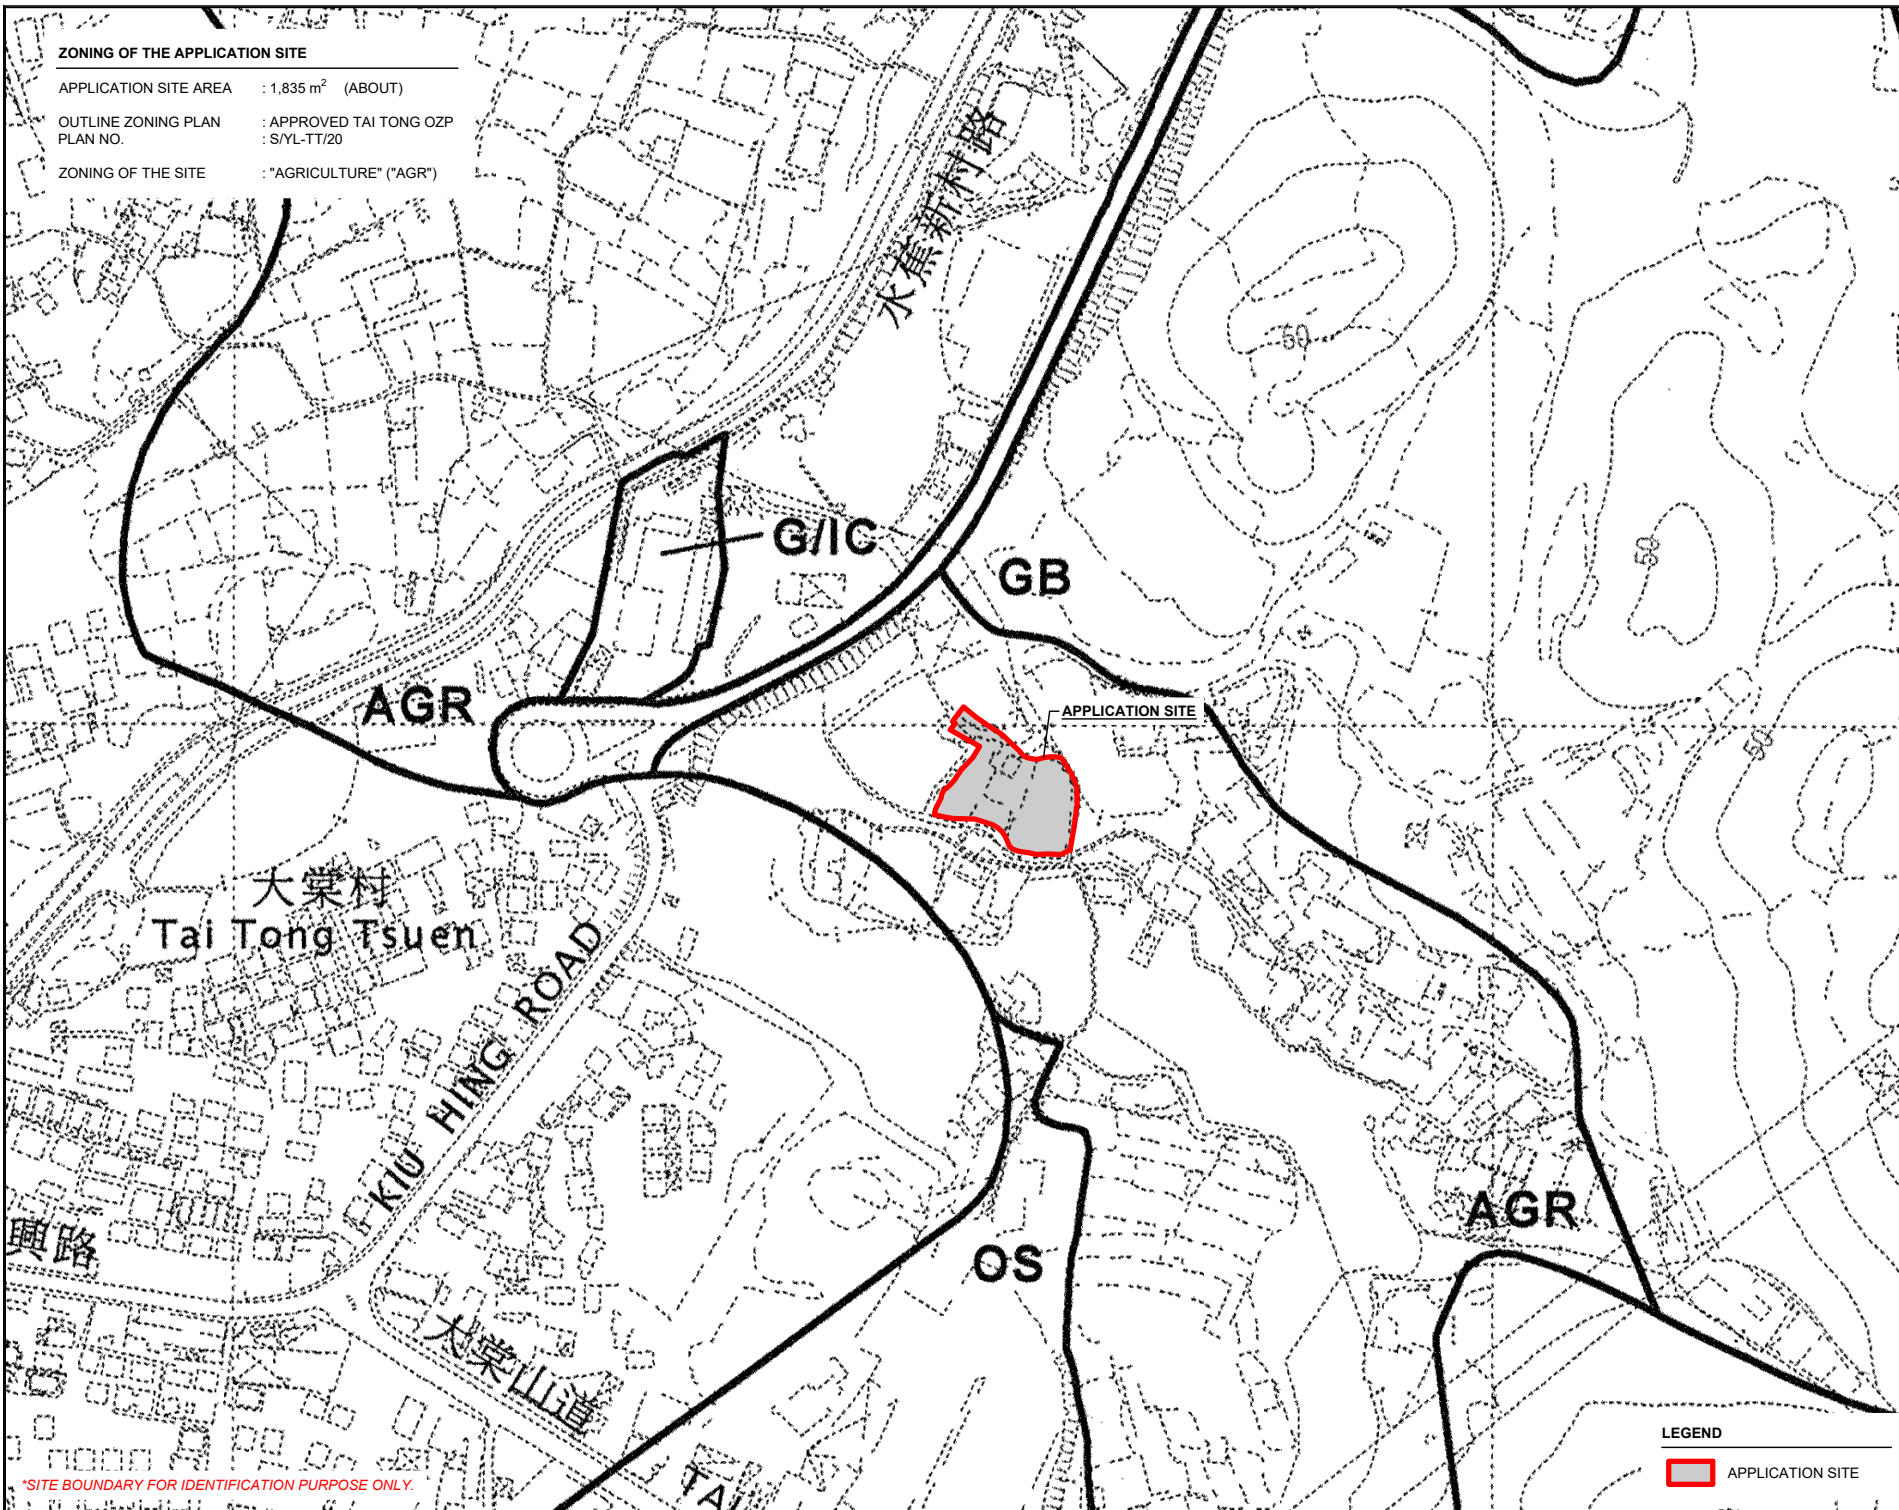 ZONING OF THE APPLICATION SITE
APPLICATION SITE AREA : 1,835 m² (ABOUT)
OUTLINE ZONING PLAN : APPROVED TAI TONG OZP
PLAN NO. : S/YL-TT/20
ZONING OF THE SITE : "AGRICULTURE" ("AGR")
水蕉新村路
50
50
50
G/IC
GB
AGR
APPLICATION SITE
大棠村
Tai Tong Tsuen
KIU HING ROAD
AGR
興路
OS
大棠山道
TAI
LEGEND
APPLICATION SITE
*SITE BOUNDARY FOR IDENTIFICATION PURPOSE ONLY.